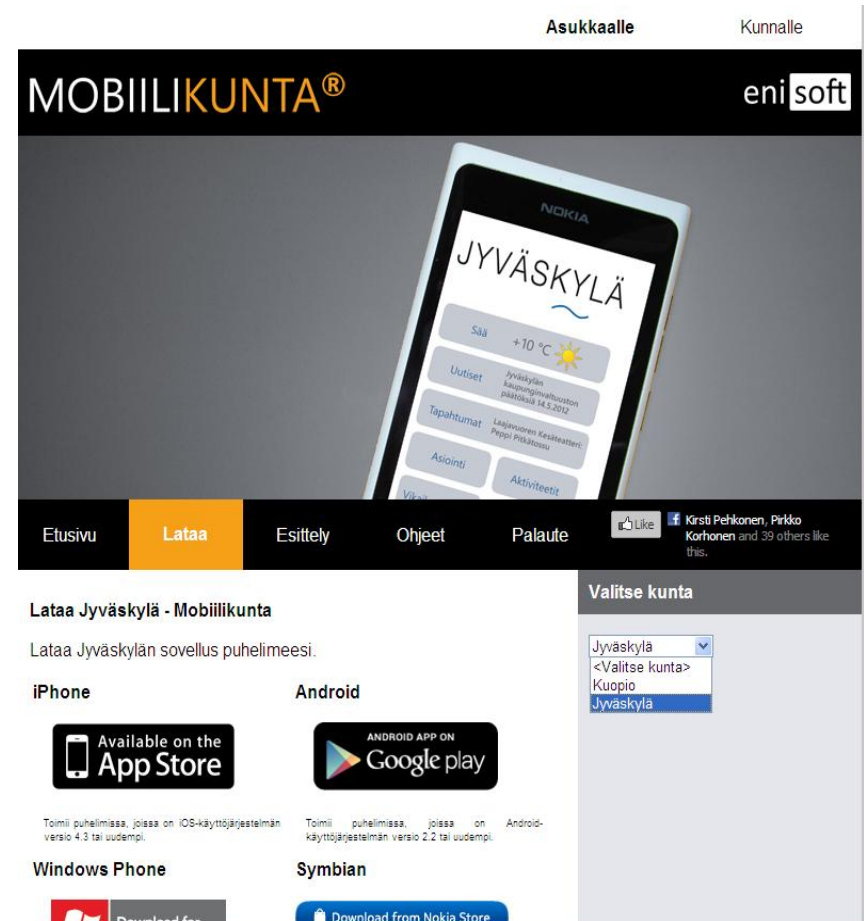 Asukkaalle Kunnalle
MOBIILIKUNTA® eni soft
NOKIA
JYVÄSKYLÄ
Sää +10 °C
Uutiset Jyväskylän
kaupunginvaltuuston
päätöksiä 14.5.2012
Tapahtumat Laajavuoren Kesäteatteri:
Peppi Pitkätossu
Asiointi Aktiviteetit
Etusivu Lataa Esittely Ohjeet Palaute Like f Kirsti Pehkonen, Pirkko
Korhonen and 39 others like
this.
Valitse kunta
Lataa Jyväskylä - Mobiilikunta
Lataa Jyväskylän sovellus puhelimeesi.
Jyväskylä
<Valitse kunta>
Kuopio
Jyväskylä
iPhone Android
Available on the
App Store
ANDROID APP ON
Google play
Toimii puhelimissa, joissa on iOS-käyttöjärjestelmän
versio 4.3 tai uudempi.
Toimii puhelimissa, joissa on Android-
käyttöjärjestelmän versio 2.2 tai uudempi.
Windows Phone Symbian
Download for
Download from Nokia Store